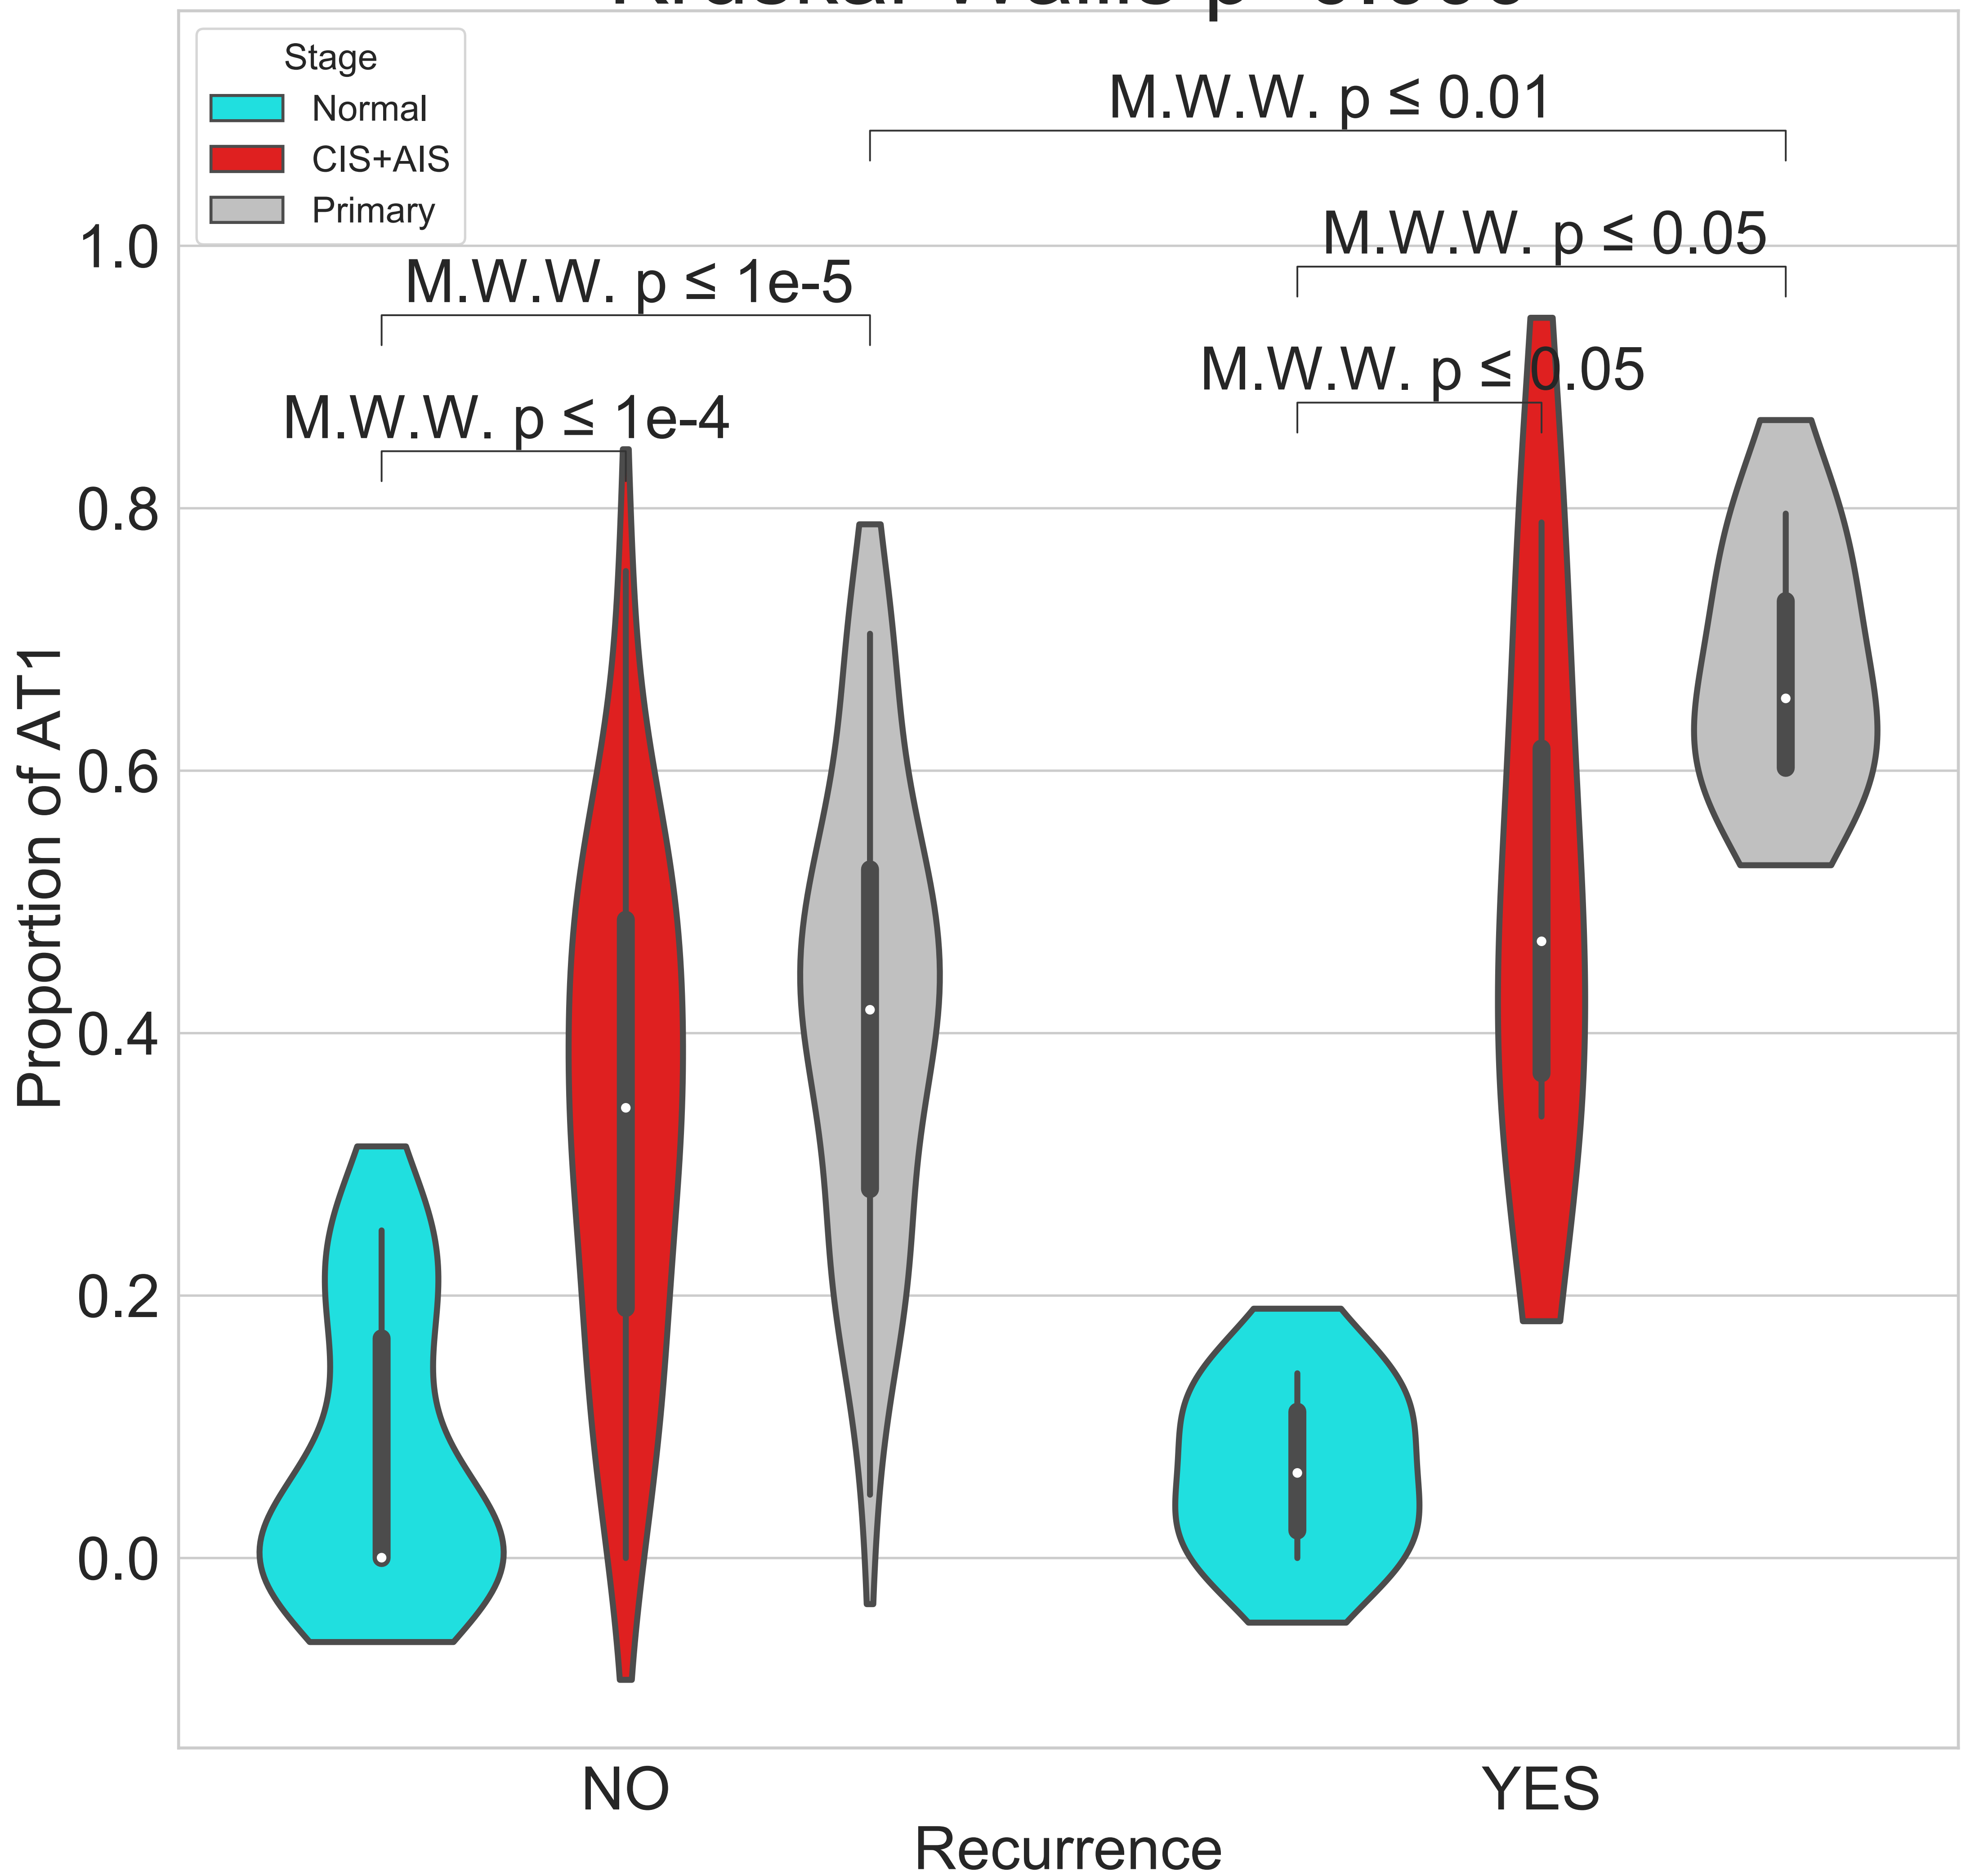 Stage
Normal
CIS+AIS
Primary
M.W.W. p ≤ 0.01
M.W.W. p ≤ 0.05
M.W.W. p ≤ 1e-5
M.W.W. p ≤ 0.05
M.W.W. p ≤ 1e-4
1.0
0.8
0.6
0.4
0.2
0.0
Proportion of AT1
NO
YES
Recurrence